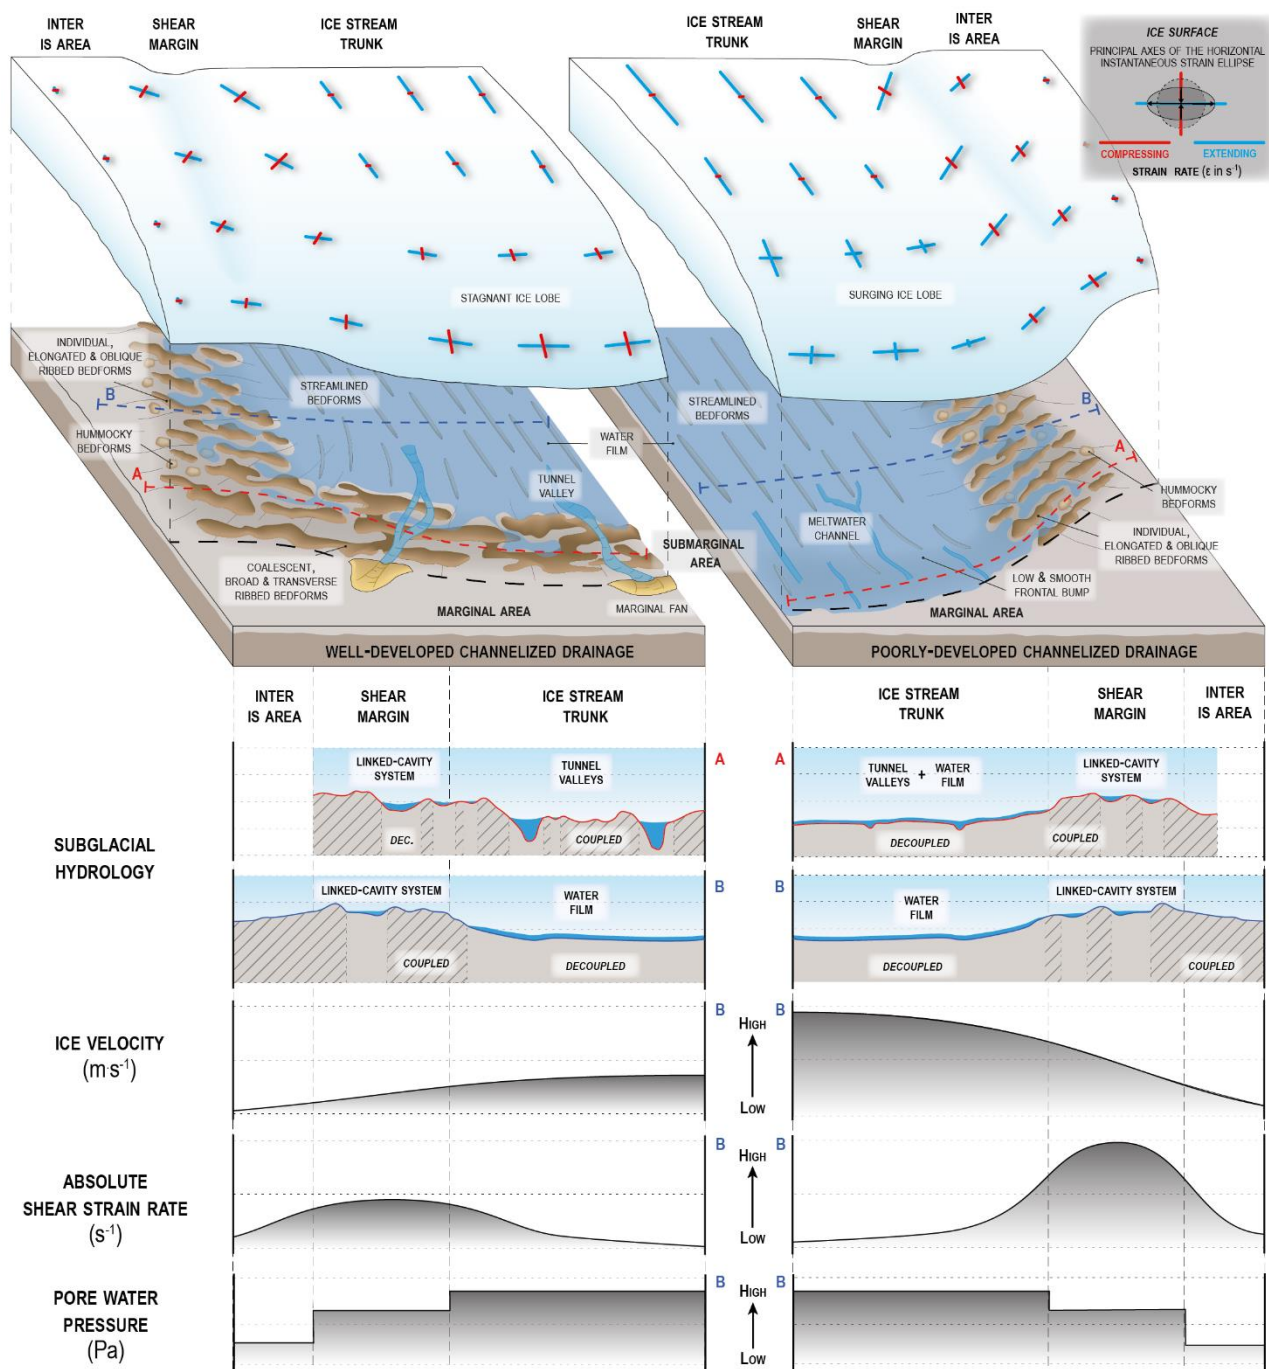 INTER
IS AREA
SHEAR
MARGIN
ICE STREAM
TRUNK
ICE STREAM
TRUNK
SHEAR
MARGIN
INTER
IS AREA
ICE SURFACE
PRINCIPAL AXES OF THE HORIZONTAL
INSTANTANEOUS STRAIN ELLIPSE
COMPRESSING
EXTENDING
STRAIN RATE (ε in s⁻¹)
STAGNANT ICE LOBE
SURGING ICE LOBE
INDIVIDUAL,
ELONGATED & OBLIQUE
RIBBED BEDFORMS
B
HUMMOCKY
BEDFORMS
A
STREAMLINED
BEDFORMS
WATER
FILM
TUNNEL
VALLEY
SUBMARGINAL
AREA
COALESCENT,
BROAD & TRANSVERSE
RIBBED BEDFORMS
MARGINAL AREA
MARGINAL FAN
STREAMLINED
BEDFORMS
B
A
HUMMOCKY
BEDFORMS
MELTWATER
CHANNEL
INDIVIDUAL,
ELONGATED & OBLIQUE
RIBBED BEDFORMS
LOW & SMOOTH
FRONTAL BUMP
MARGINAL AREA
WELL-DEVELOPED CHANNELIZED DRAINAGE
POORLY-DEVELOPED CHANNELIZED DRAINAGE
INTER
IS AREA
SHEAR
MARGIN
ICE STREAM
TRUNK
ICE STREAM
TRUNK
SHEAR
MARGIN
INTER
IS AREA
SUBGLACIAL
HYDROLOGY
LINKED-CAVITY
SYSTEM
TUNNEL
VALLEYS
DEC.
COUPLED
A
A
TUNNEL
VALLEYS
+
WATER
FILM
LINKED-CAVITY
SYSTEM
DECOUPLED
COUPLED
LINKED-CAVITY SYSTEM
WATER
FILM
COUPLED
DECOUPLED
B
B
WATER
FILM
LINKED-CAVITY SYSTEM
DECOUPLED
COUPLED
ICE VELOCITY
(m·s⁻¹)
B
B
HIGH
LOW
ABSOLUTE
SHEAR STRAIN RATE
(s⁻¹)
B
B
HIGH
LOW
PORE WATER
PRESSURE
(Pa)
B
B
HIGH
LOW